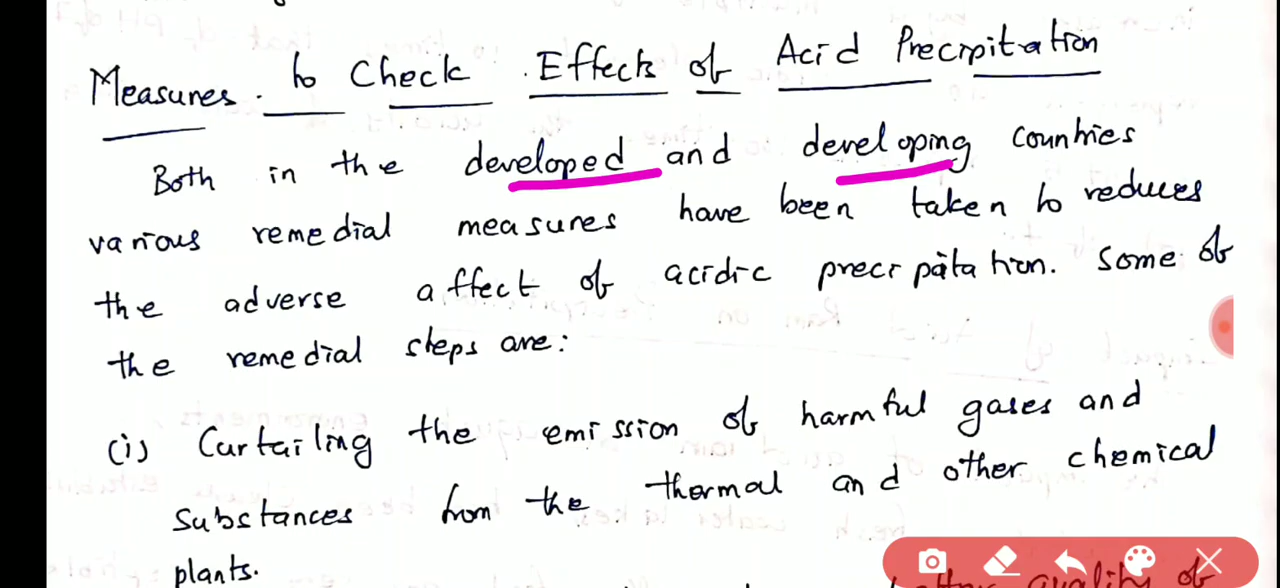 Measures to Check Effects of Acid Precipitation
Both in the developed and developing countries
various remedial measures have been taken to reduces
the adverse affect of acidic precipitation. Some of
the remedial steps are:
(i) Curtailing the emission of harmful gases and
substances from the thermal and other chemical
plants.
quality of